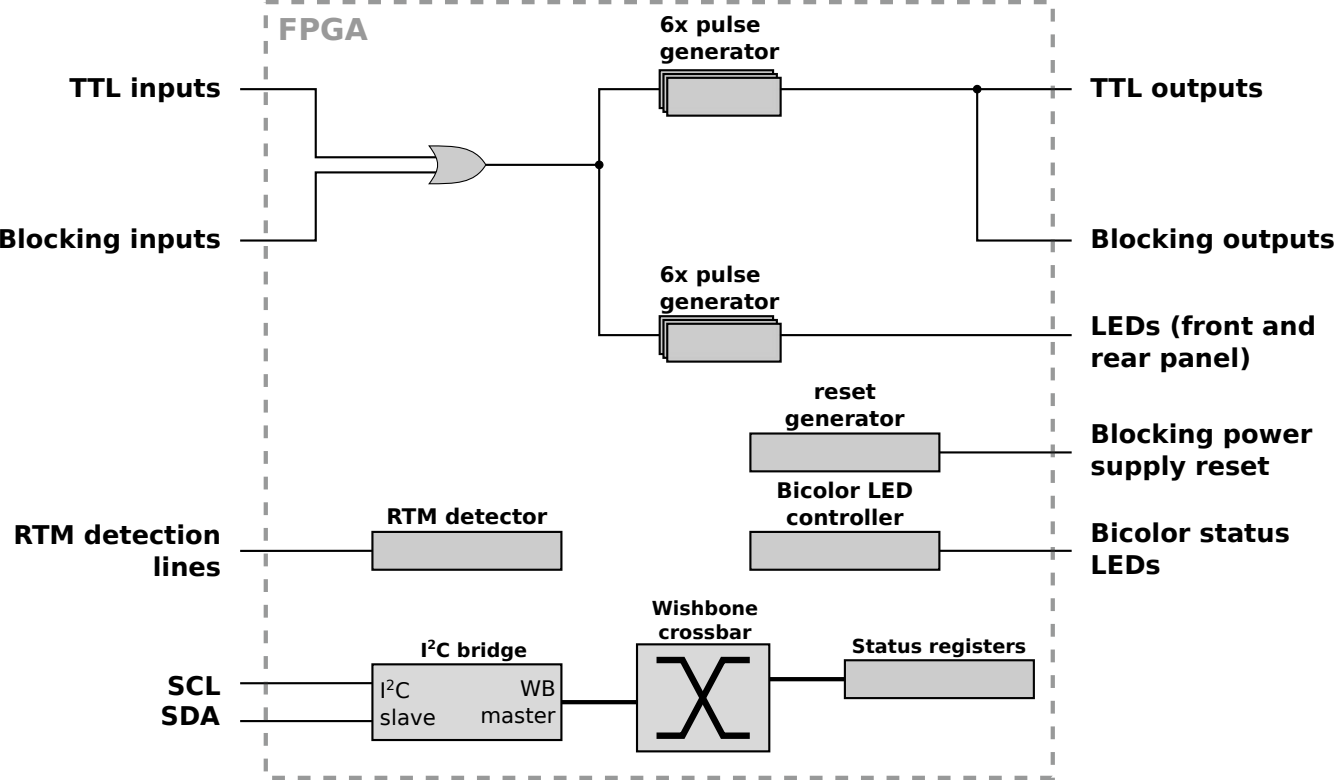 FPGA
6x pulse
generator
TTL inputs
TTL outputs
Blocking inputs
Blocking outputs
6x pulse
generator
LEDs (front and
rear panel)
reset
generator
Blocking power
supply reset
RTM detection
lines
RTM detector
Bicolor LED
controller
Bicolor status
LEDs
SCL
SDA
I²C bridge
I²C
slave
WB
master
Wishbone
crossbar
Status registers